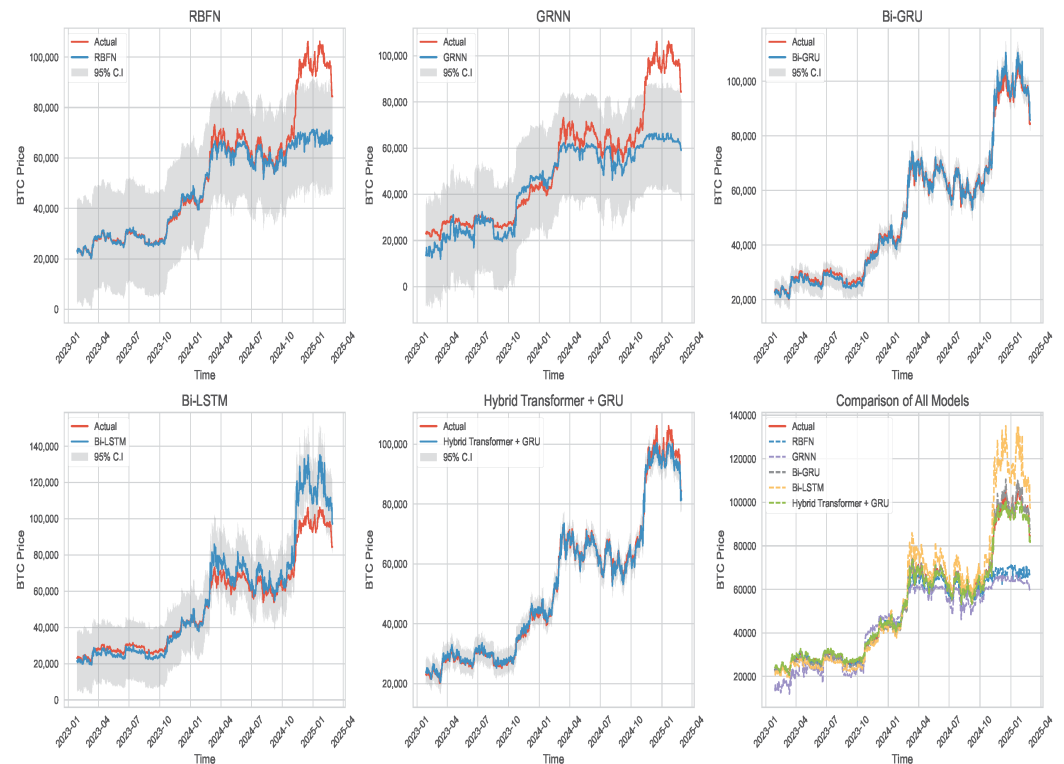 RBFN
Actual
RBFN
95% C.I
100,000
80,000
60,000
40,000
20,000
0
BTC Price
2023-01
2023-04
2023-07
2023-10
2024-01
2024-04
2024-07
2024-10
2025-01
2025-04
Time
GRNN
Actual
GRNN
95% C.I
100,000
80,000
60,000
40,000
20,000
0
BTC Price
2023-01
2023-04
2023-07
2023-10
2024-01
2024-04
2024-07
2024-10
2025-01
2025-04
Time
Bi-GRU
Actual
Bi-GRU
95% C.I
100,000
80,000
60,000
40,000
20,000
BTC Price
2023-01
2023-04
2023-07
2023-10
2024-01
2024-04
2024-07
2024-10
2025-01
2025-04
Time
Bi-LSTM
Actual
Bi-LSTM
95% C.I
140,000
120,000
100,000
80,000
60,000
40,000
20,000
0
BTC Price
2023-01
2023-04
2023-07
2023-10
2024-01
2024-04
2024-07
2024-10
2025-01
2025-04
Time
Hybrid Transformer + GRU
Actual
Hybrid Transformer + GRU
95% C.I
100,000
80,000
60,000
40,000
20,000
BTC Price
2023-01
2023-04
2023-07
2023-10
2024-01
2024-04
2024-07
2024-10
2025-01
2025-04
Time
Comparison of All Models
Actual
RBFN
GRNN
Bi-GRU
Bi-LSTM
Hybrid Transformer + GRU
140000
120000
100000
80000
60000
40000
20000
BTC Price
2023-01
2023-04
2023-07
2023-10
2024-01
2024-04
2024-07
2024-10
2025-01
2025-04
Time